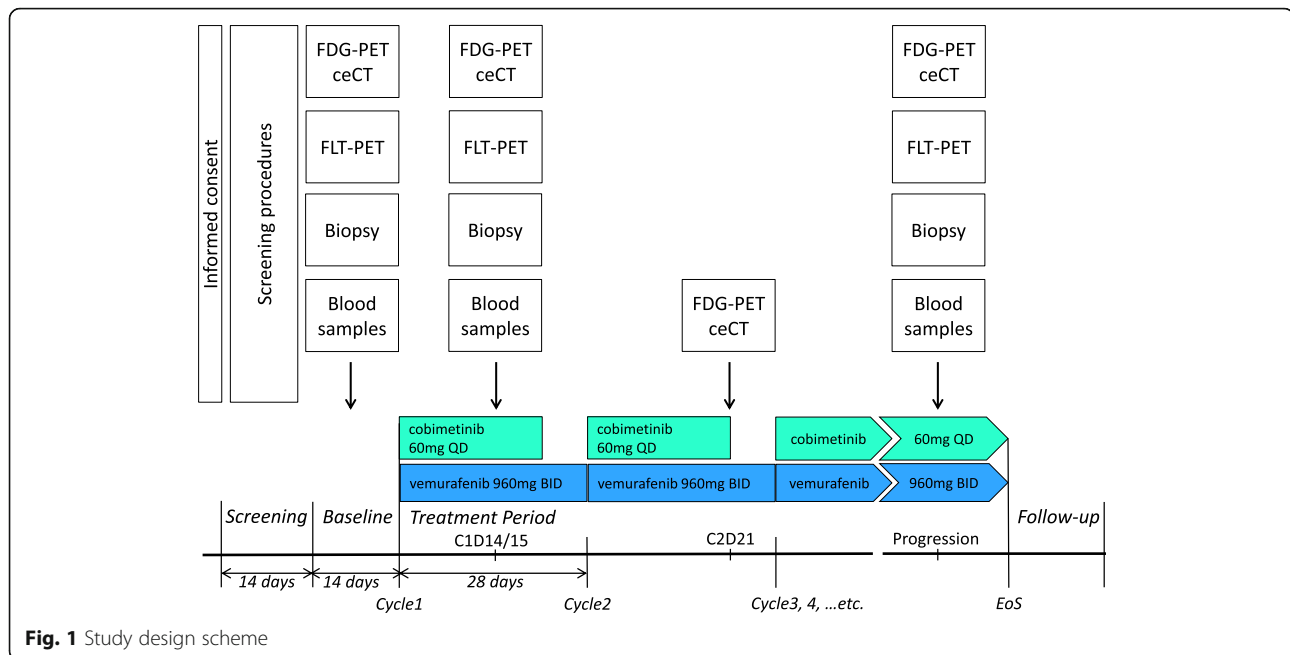 Informed consent
Screening procedures
FDG-PET
ceCT
FLT-PET
Biopsy
Blood
samples
FDG-PET
ceCT
FLT-PET
Biopsy
Blood
samples
FDG-PET
ceCT
FDG-PET
ceCT
FLT-PET
Biopsy
Blood
samples
cobimetinib
60mg QD
cobimetinib
60mg QD
cobimetinib
60mg QD
vemurafenib 960mg BID
vemurafenib 960mg BID
vemurafenib
960mg BID
Screening
Baseline
Treatment Period
Follow-up
C1D14/15
C2D21
Progression
14 days
14 days
28 days
Cycle1
Cycle2
Cycle3, 4, ...etc.
EoS
Fig. 1 Study design scheme